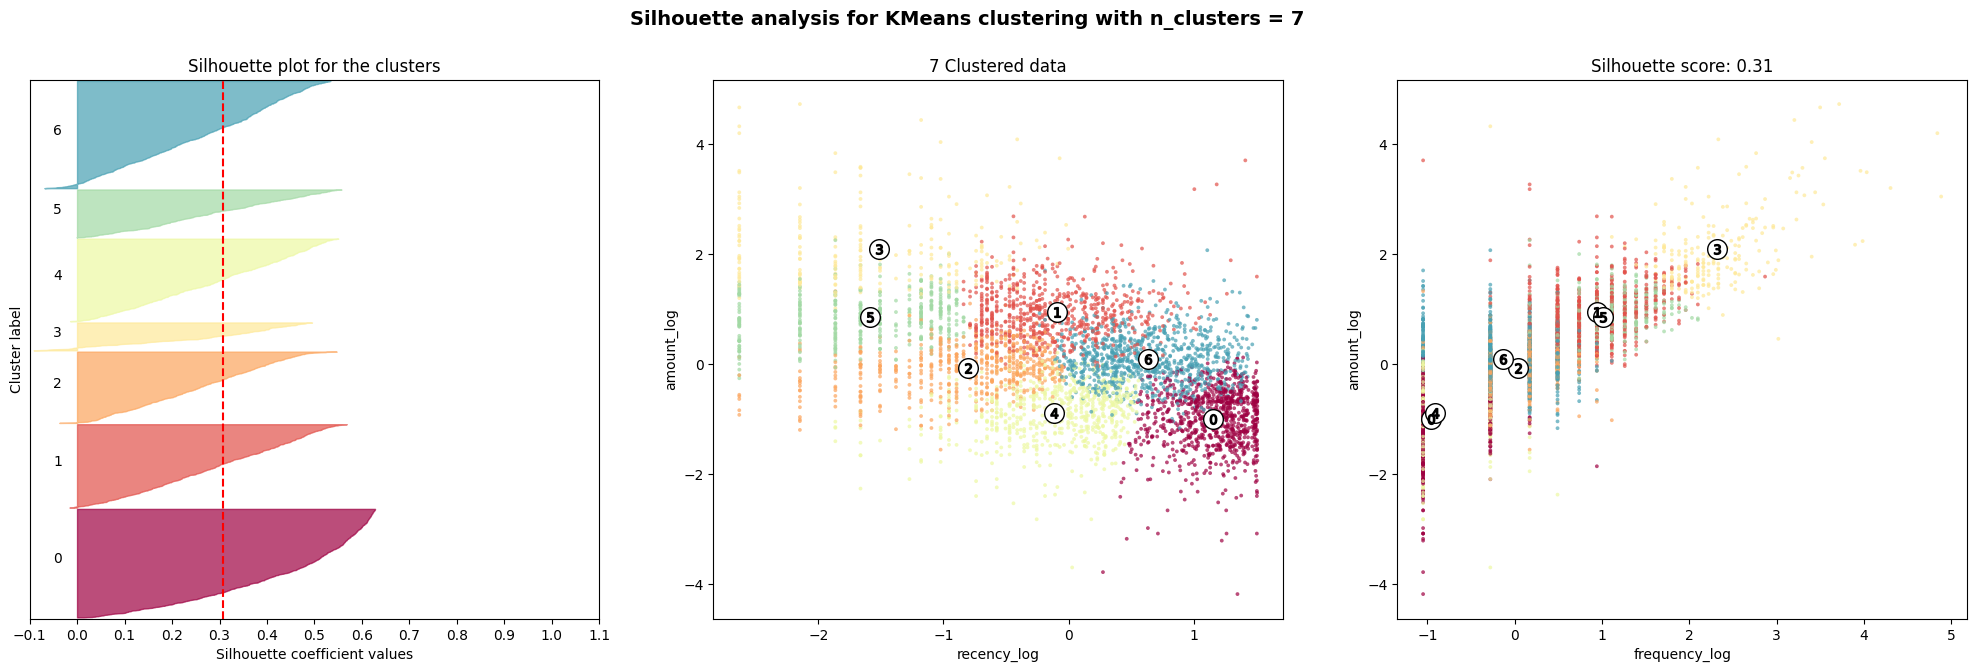 Silhouette analysis for KMeans clustering with n_clusters = 7
Silhouette plot for the clusters
Cluster label
6
5
4
3
2
1
0
−0.1 0.0 0.1 0.2 0.3 0.4 0.5 0.6 0.7 0.8 0.9 1.0 1.1
Silhouette coefficient values
7 Clustered data
amount_log
4
2
0
−2
−4
3
5
1
2
6
4
0
−2 −1 0 1
recency_log
Silhouette score: 0.31
amount_log
4
2
0
−2
−4
3
1
5
6
2
4
0
−1 0 1 2 3 4 5
frequency_log